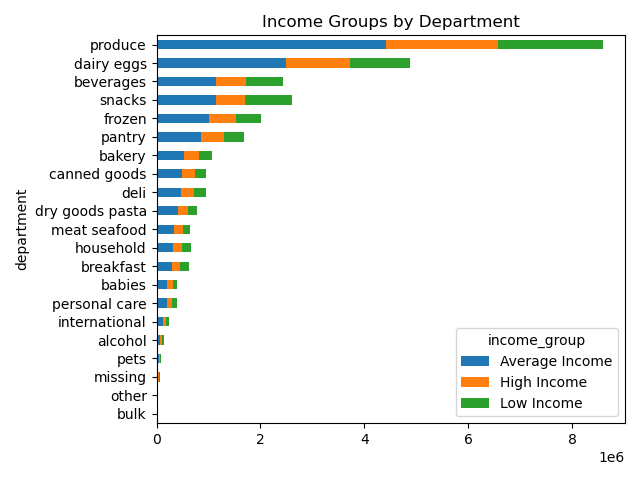 Income Groups by Department
produce
dairy eggs
beverages
snacks
frozen
pantry
bakery
canned goods
deli
dry goods pasta
meat seafood
household
breakfast
babies
personal care
international
alcohol
pets
missing
other
bulk
department
income_group
Average Income
High Income
Low Income
0 2 4 6 8
1e6